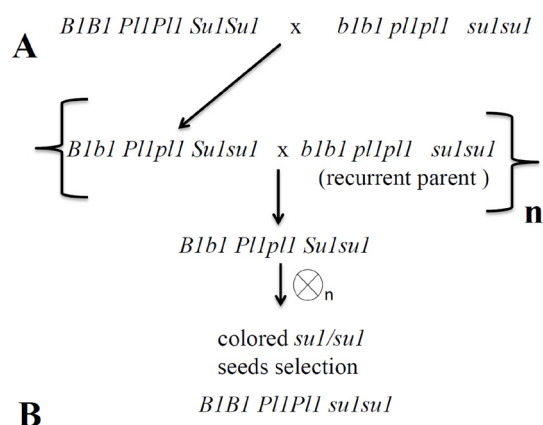 B1B1 Pl1Pl1 Su1Su1 x b1b1 pl1pl1 su1su1
A
B1b1 Pl1pl1 Su1su1 x b1b1 pl1pl1 su1su1
(recurrent parent )
n
B1b1 Pl1pl1 Su1su1
n
colored su1/su1
seeds selection
B1B1 Pl1Pl1 su1su1
B